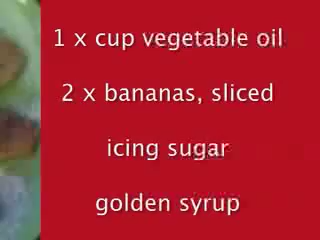 1 x cup vegetable oil
2 x bananas, sliced
icing sugar
golden syrup